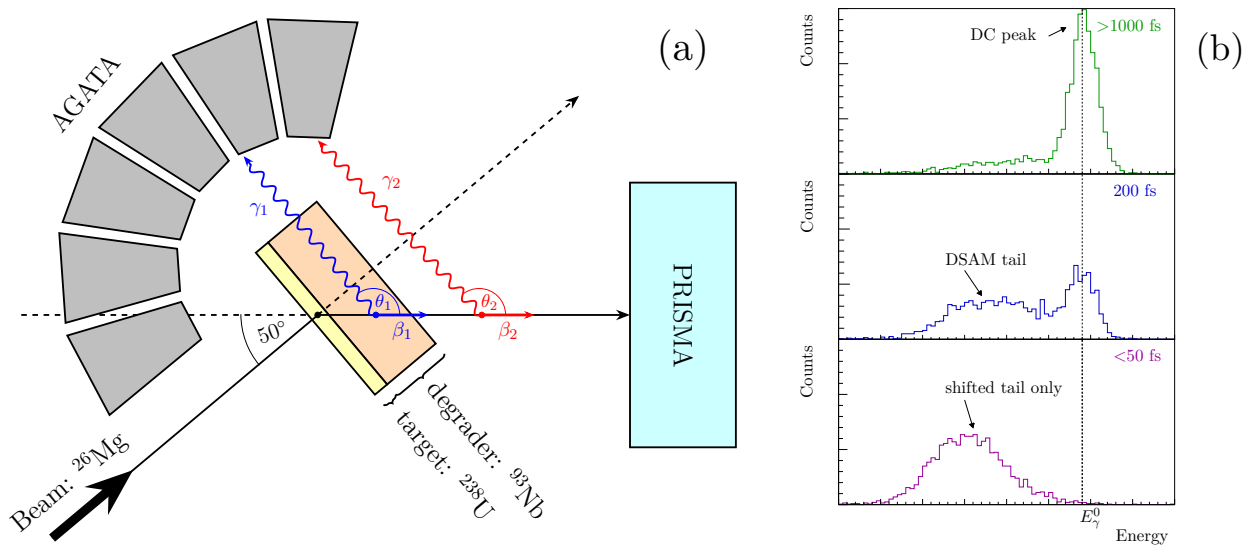 (a)
AGATA
γ₁
γ₂
θ₁
θ₂
β₁
β₂
50°
PRISMA
Beam: ²⁶Mg
target: ²³⁸U
degrader: ⁹³Nb
(b)
Counts
DC peak
>1000 fs
Counts
200 fs
DSAM tail
Counts
<50 fs
shifted tail only
E⁰ᵧ
Energy